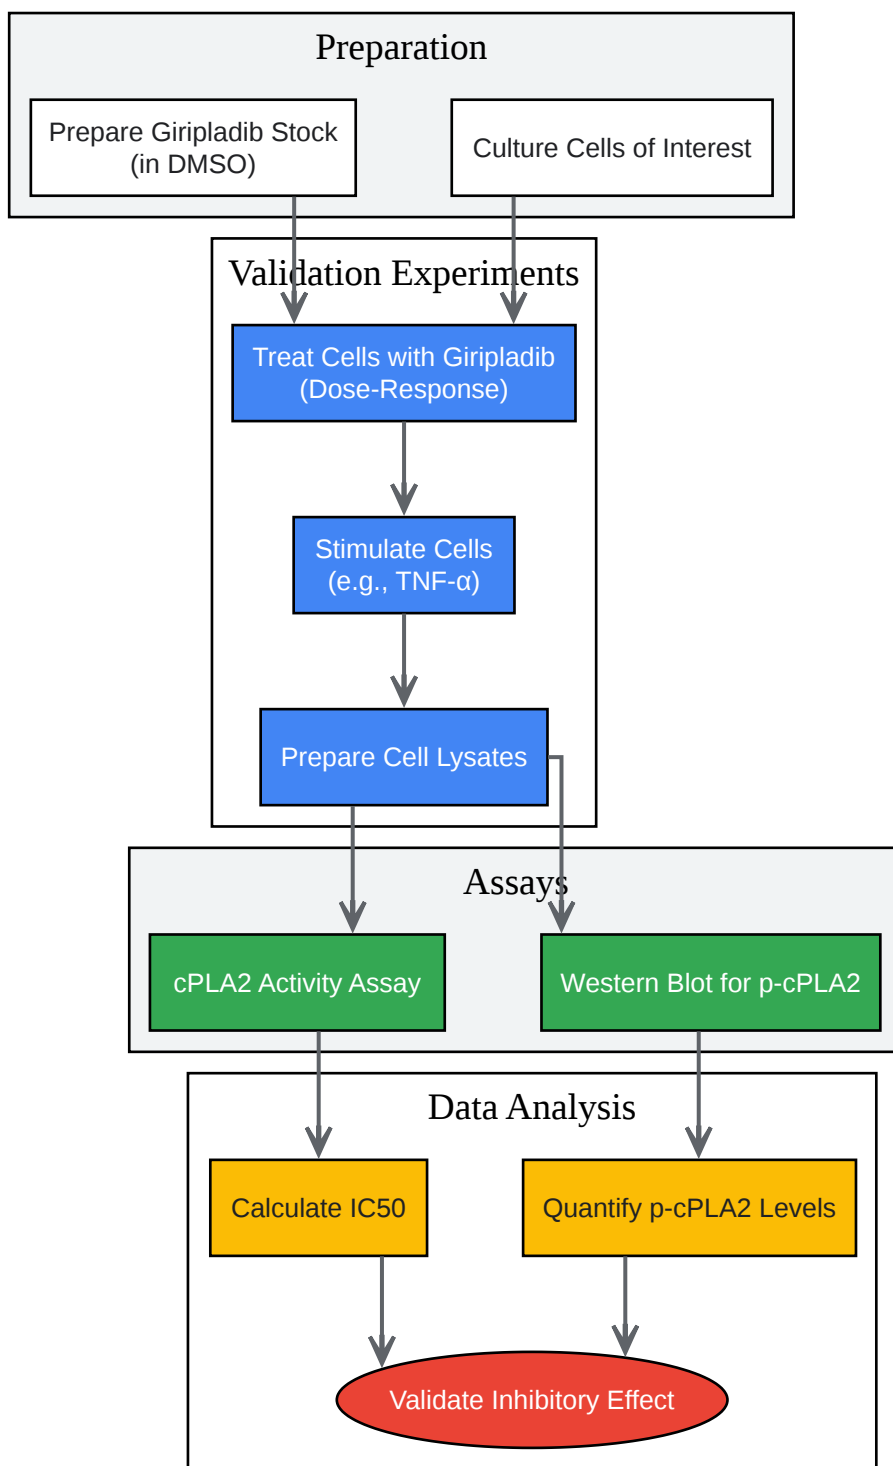 Preparation
Prepare Giripladib Stock
(in DMSO)
Culture Cells of Interest
Validation Experiments
Treat Cells with Giripladib
(Dose-Response)
Stimulate Cells
(e.g., TNF-α)
Prepare Cell Lysates
Assays
cPLA2 Activity Assay
Western Blot for p-cPLA2
Data Analysis
Calculate IC50
Quantify p-cPLA2 Levels
Validate Inhibitory Effect